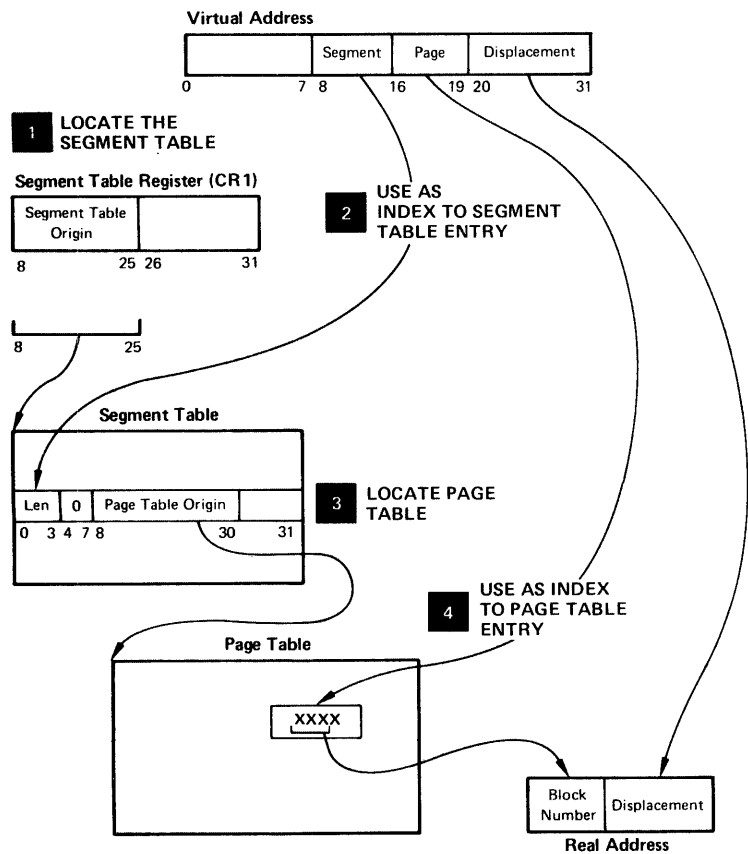 Virtual Address
Segment Page Displacement
0 7 8 16 19 20 31
1 LOCATE THE
SEGMENT TABLE
Segment Table Register (CR1)
Segment Table
Origin
8 25 26 31
2 USE AS
INDEX TO SEGMENT
TABLE ENTRY
8 25
Segment Table
Len 0 Page Table Origin
0 3 4 7 8 30 31
3 LOCATE PAGE
TABLE
4 USE AS INDEX
TO PAGE TABLE
ENTRY
Page Table
XXXX
Block
Number
Displacement
Real Address